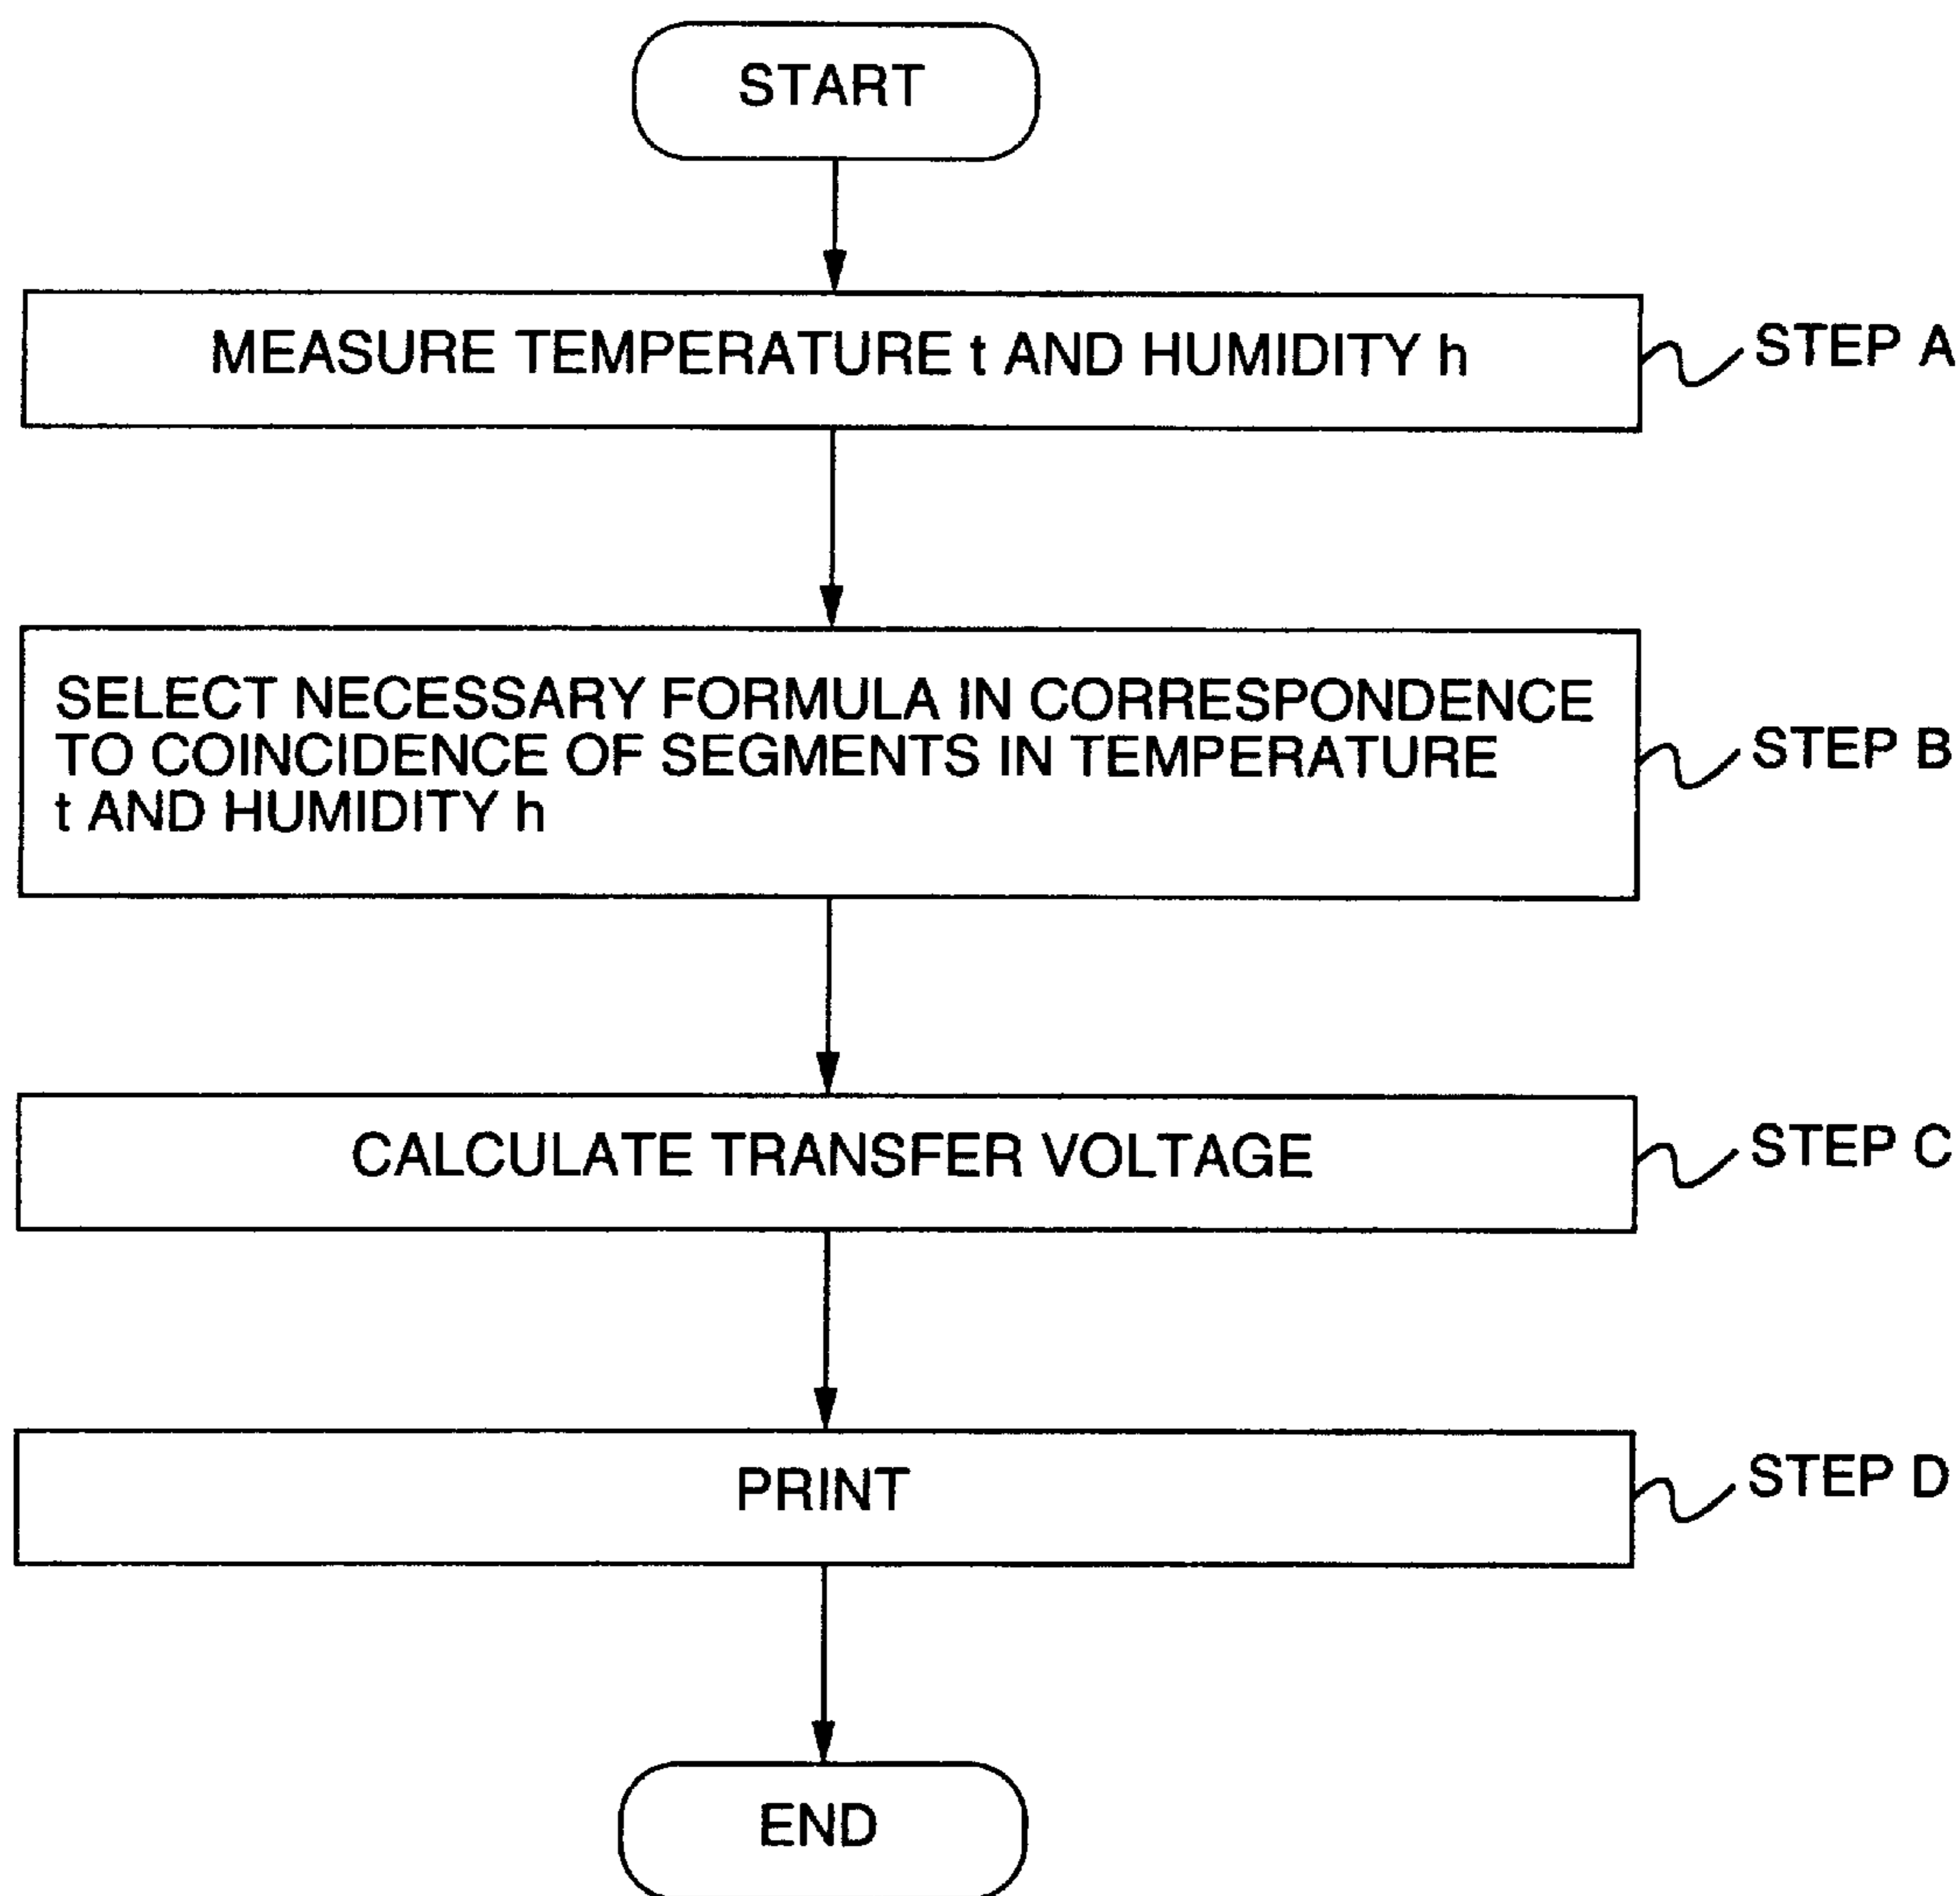 START
MEASURE TEMPERATURE t AND HUMIDITY h
STEP A
SELECT NECESSARY FORMULA IN CORRESPONDENCE
TO COINCIDENCE OF SEGMENTS IN TEMPERATURE
t AND HUMIDITY h
STEP B
CALCULATE TRANSFER VOLTAGE
STEP C
PRINT
STEP D
END